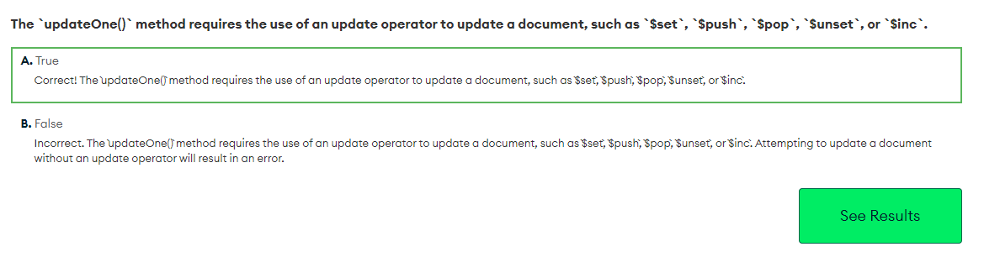 The `updateOne()` method requires the use of an update operator to update a document, such as `$set`, `$push`, `$pop`, `$unset`, or `$inc`.
A. True
Correct! The`updateOne()`method requires the use of an update operator to update a document, such as`$set`,`$push`,`$pop`,`$unset`, or`$inc`.
B. False
Incorrect. The`updateOne()`method requires the use of an update operator to update a document, such as`$set`,`$push`,`$pop`,`$unset`, or`$inc`. Attempting to update a document
without an update operator will result in an error.
See Results